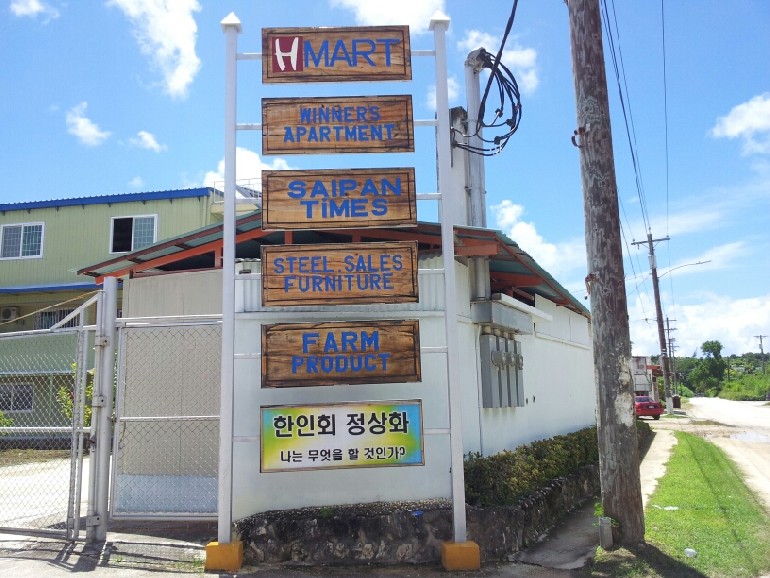 H MART
WINNER'S
APARTMENT
SAIPAN
TIMES
STEEL SALES
FURNITURE
FARM
PRODUCT
한인회 정상화
나는 무엇을 할 것인가?